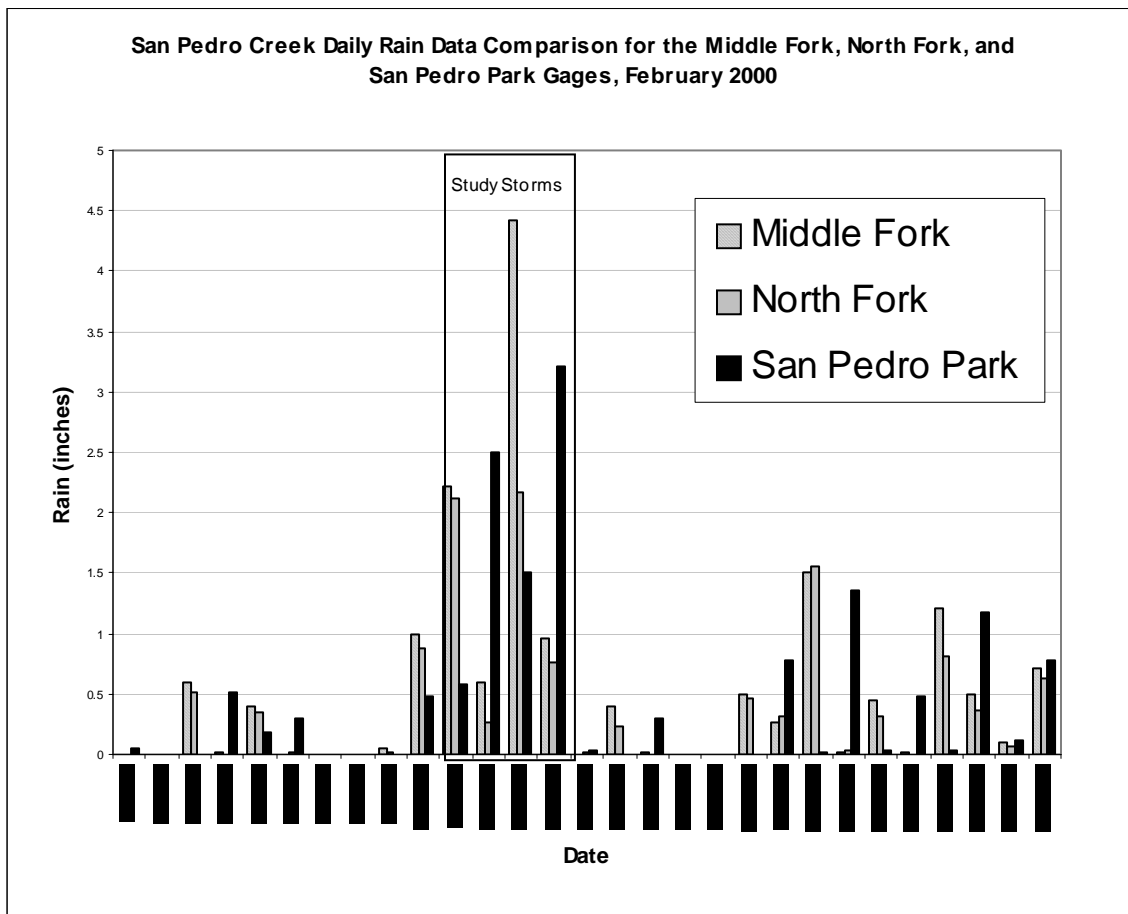 San Pedro Creek Daily Rain Data Comparison for the Middle Fork, North Fork, and
San Pedro Park Gages, February 2000
5
Study Storms
4.5
Middle Fork
4
North Fork
3.5
San Pedro Park
3
2.5
2
1.5
1
0.5
0
Rain (inches)
Date